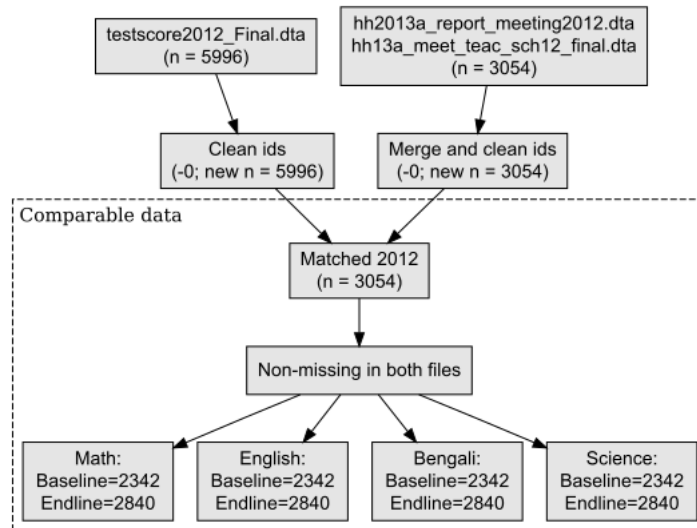 testscore2012_Final.dta
(n = 5996)
hh2013a_report_meeting2012.dta
hh13a_meet_teac_sch12_final.dta
(n = 3054)
Clean ids
(-0; new n = 5996)
Merge and clean ids
(-0; new n = 3054)
Comparable data
Matched 2012
(n = 3054)
Non-missing in both files
Math:
Baseline=2342
Endline=2840
English:
Baseline=2342
Endline=2840
Bengali:
Baseline=2342
Endline=2840
Science:
Baseline=2342
Endline=2840